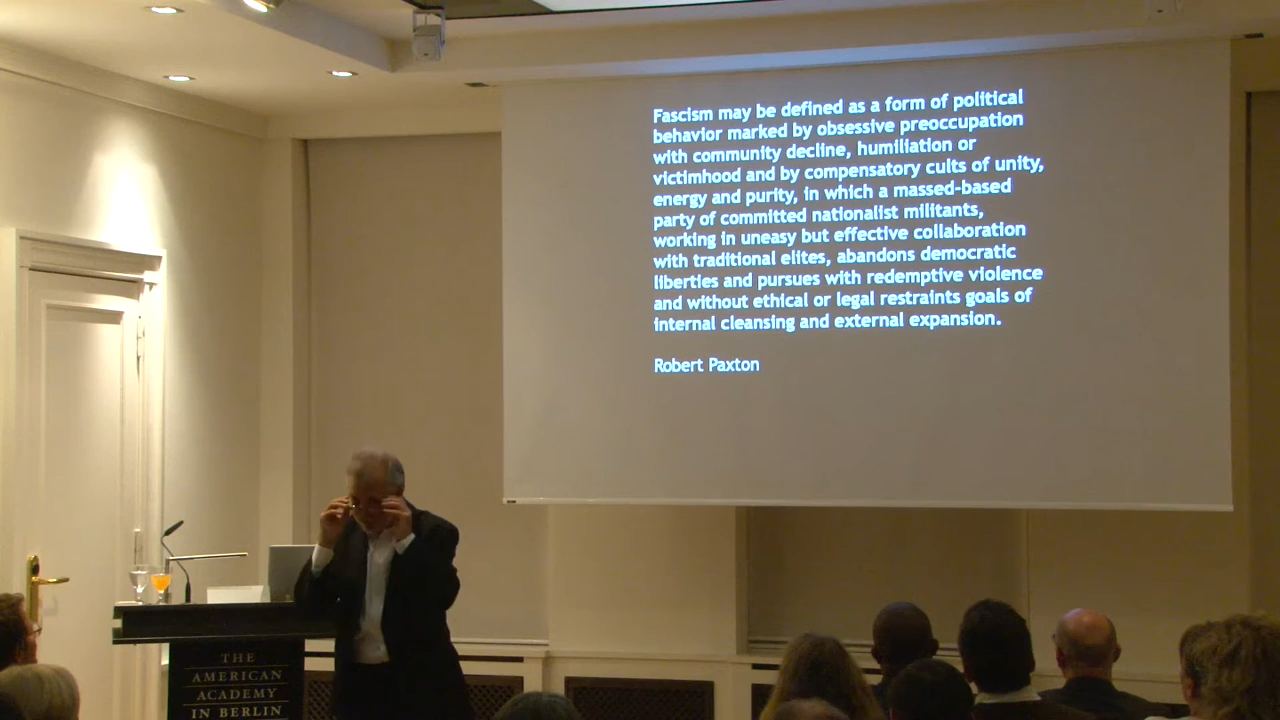 Fascism may be defined as a form of political
behavior marked by obsessive preoccupation
with community decline, humiliation or
victimhood and by compensatory cults of unity,
energy and purity, in which a massed-based
party of committed nationalist militants,
working in uneasy but effective collaboration
with traditional elites, abandons democratic
liberties and pursues with redemptive violence
and without ethical or legal restraints goals of
internal cleansing and external expansion.
Robert Paxton
THE
AMERICAN
ACADEMY
IN BERLIN